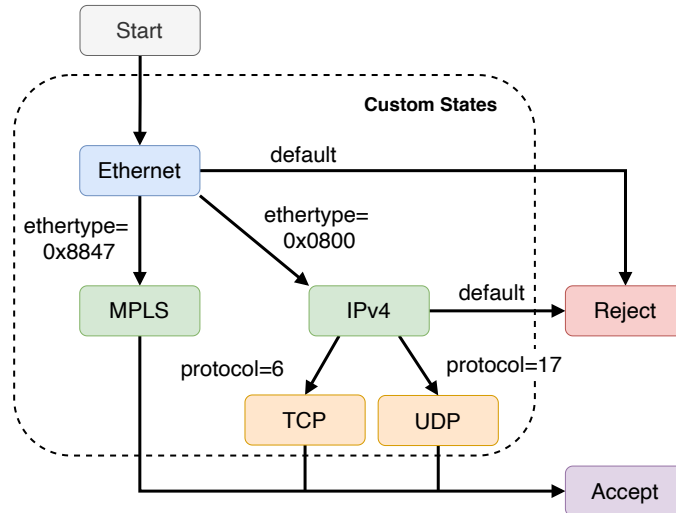 Start
Custom States
default
Ethernet
ethertype=
0x8847
ethertype=
0x0800
MPLS
IPv4
default
Reject
protocol=6
protocol=17
TCP
UDP
Accept